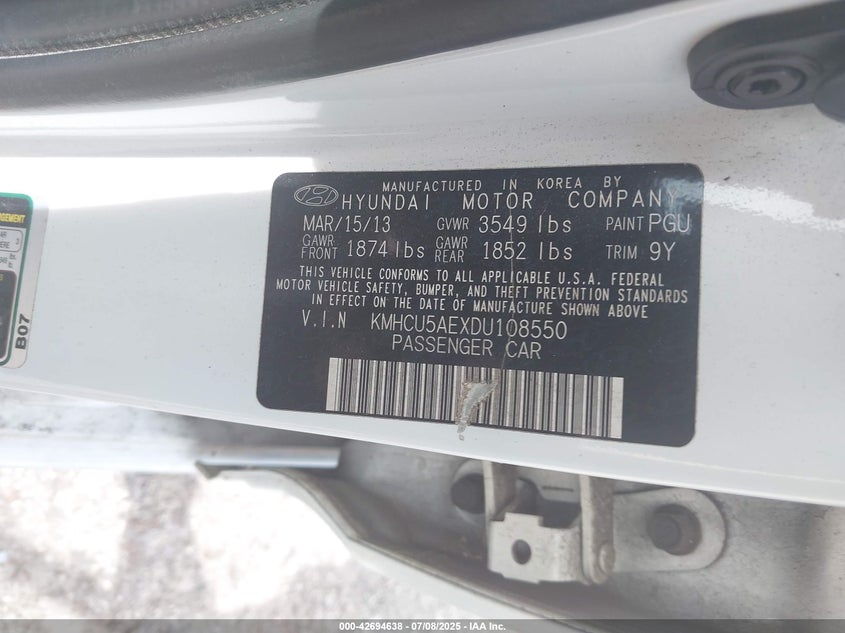 MANUFACTURED IN KOREA BY
HYUNDAI MOTOR COMPANY
MAR/15/13 GVWR 3549 lbs PAINT PGU
GAWR FRONT 1874 lbs GAWR REAR 1852 lbs TRIM 9Y
THIS VEHICLE CONFORMS TO ALL APPLICABLE U.S.A. FEDERAL
MOTOR VEHICLE SAFETY, BUMPER, AND THEFT PREVENTION STANDARDS
IN EFFECT ON THE DATE OF MANUFACTURE SHOWN ABOVE
V.I.N KMHCU5AEXDU108550
PASSENGER CAR
B07
000-42694638 - 07/08/2025 - IAA Inc.